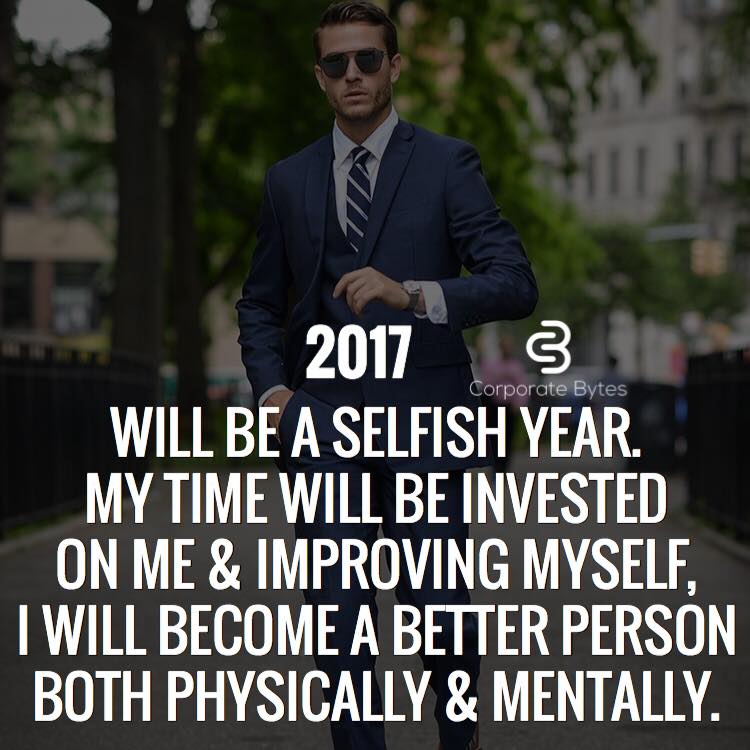 2017
Corporate Bytes
WILL BE A SELFISH YEAR.
MY TIME WILL BE INVESTED
ON ME & IMPROVING MYSELF,
I WILL BECOME A BETTER PERSON
BOTH PHYSICALLY & MENTALLY.